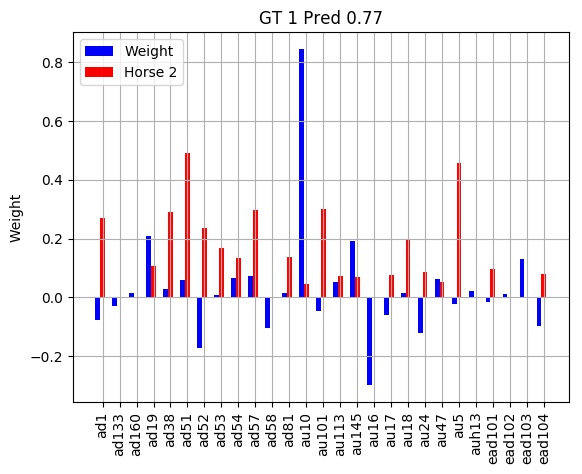 GT 1 Pred 0.77
Weight
Horse 2
Weight
0.8
0.6
0.4
0.2
0.0
−0.2
ad1
ad133
ad160
ad19
ad38
ad51
ad52
ad53
ad54
ad57
ad58
ad81
au10
au101
au113
au145
au16
au17
au18
au24
au47
au5
auh13
ead101
ead102
ead103
ead104